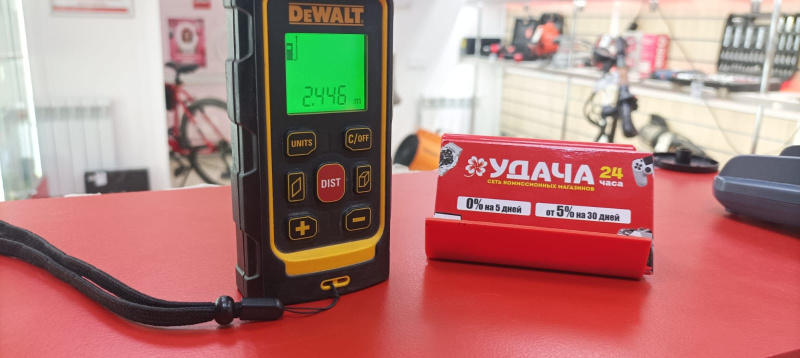 DEWALT
2.446 m
UNITS
C/OFF
DIST
+
−
УДАЧА 24
часа
СЕТЬ КОМИССИОННЫХ МАГАЗИНОВ
0% на 5 дней
от 5% на 30 дней